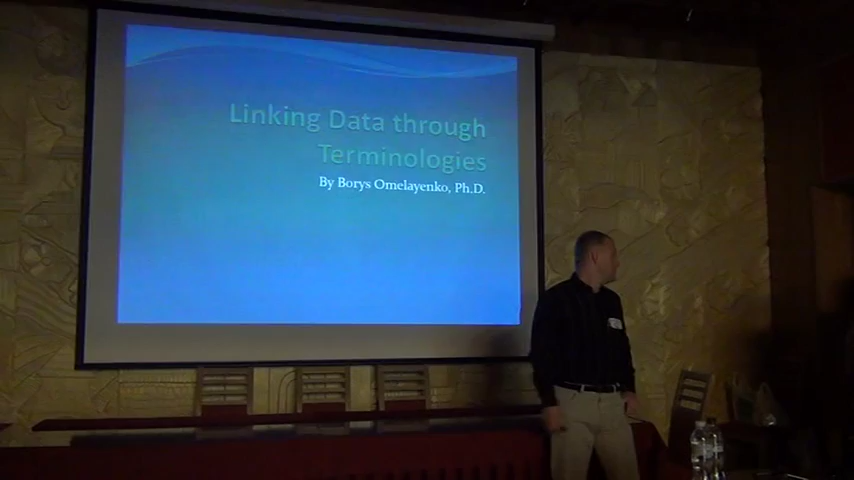 Linking Data through
Terminologies
By Borys Omelayenko, Ph.D.